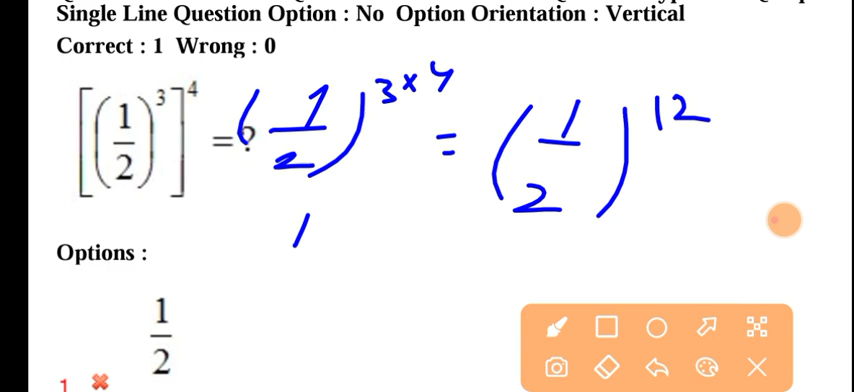 Single Line Question Option : No Option Orientation : Vertical
Correct : 1 Wrong : 0
[(1/2)^3]^4 = ? (1/2)^3×4 = (1/2)^12
1
Options :
1/2
1. ✖